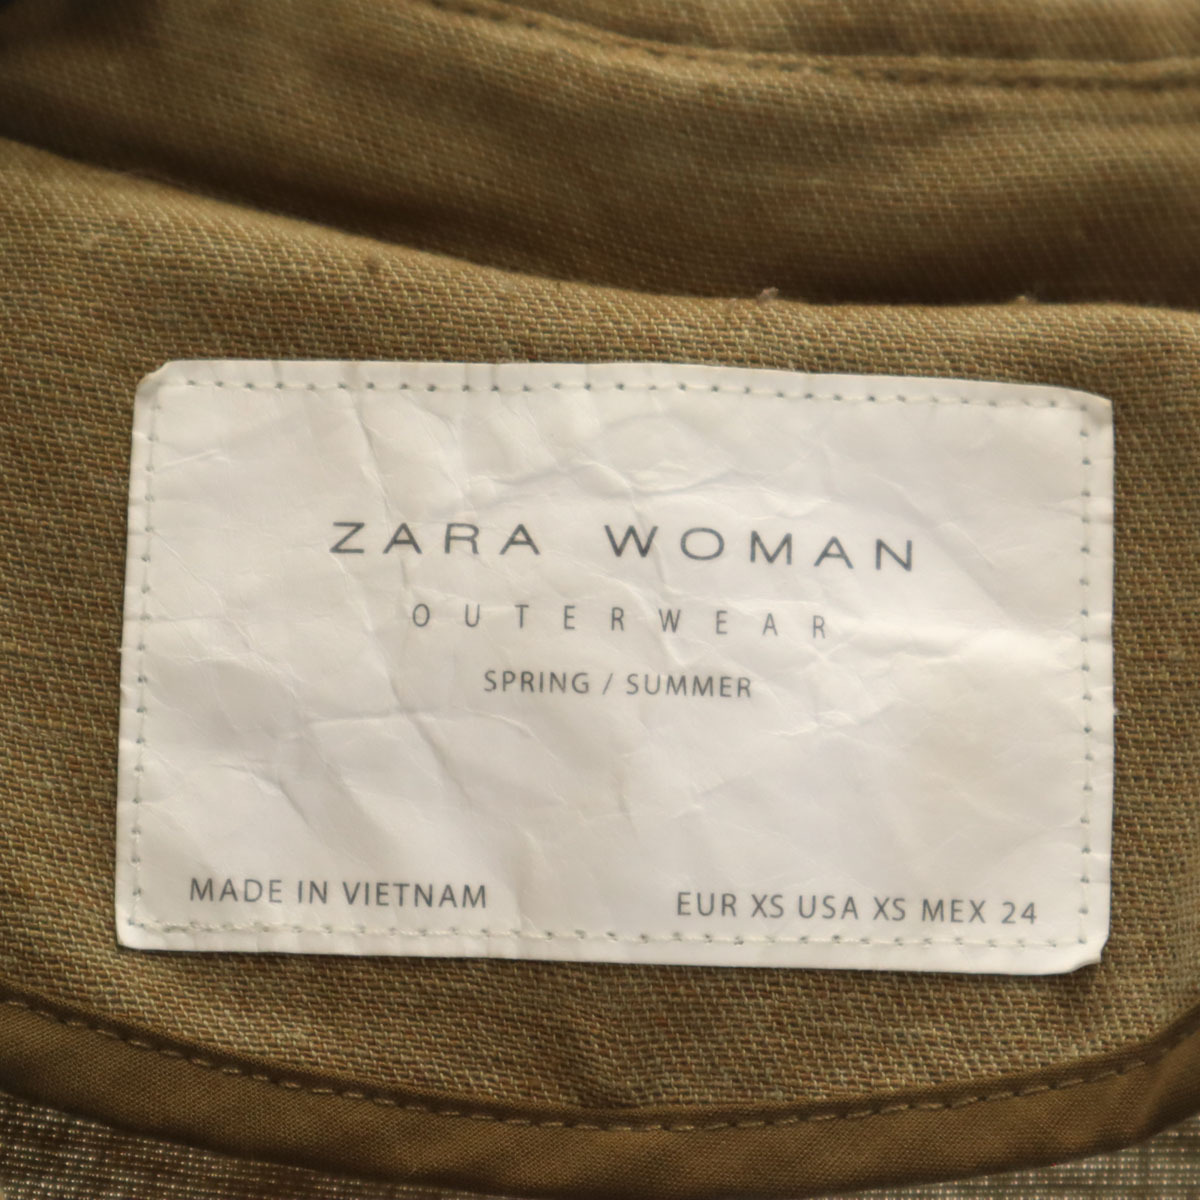 ZARA WOMAN
OUTERWEAR
SPRING / SUMMER
MADE IN VIETNAM
EUR XS USA XS MEX 24